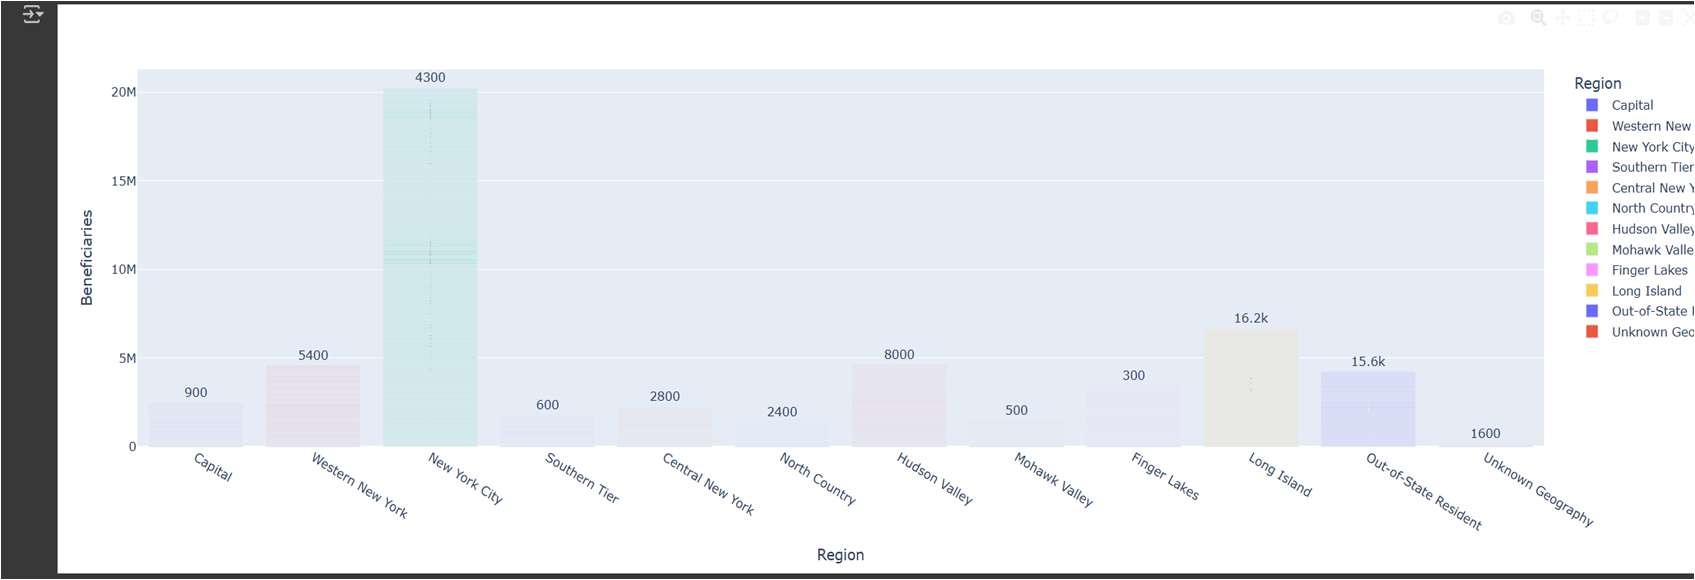 4300
20M
15M
10M
5M
0
Beneficiaries
900
5400
600
2800
2400
8000
500
300
16.2k
15.6k
1600
Capital
Western New York
New York City
Southern Tier
Central New York
North Country
Hudson Valley
Mohawk Valley
Finger Lakes
Long Island
Out-of-State Resident
Unknown Geography
Region
Region
Capital
Western New
New York City
Southern Tier
Central New Y
North Country
Hudson Valley
Mohawk Valle
Finger Lakes
Long Island
Out-of-State
Unknown Geo